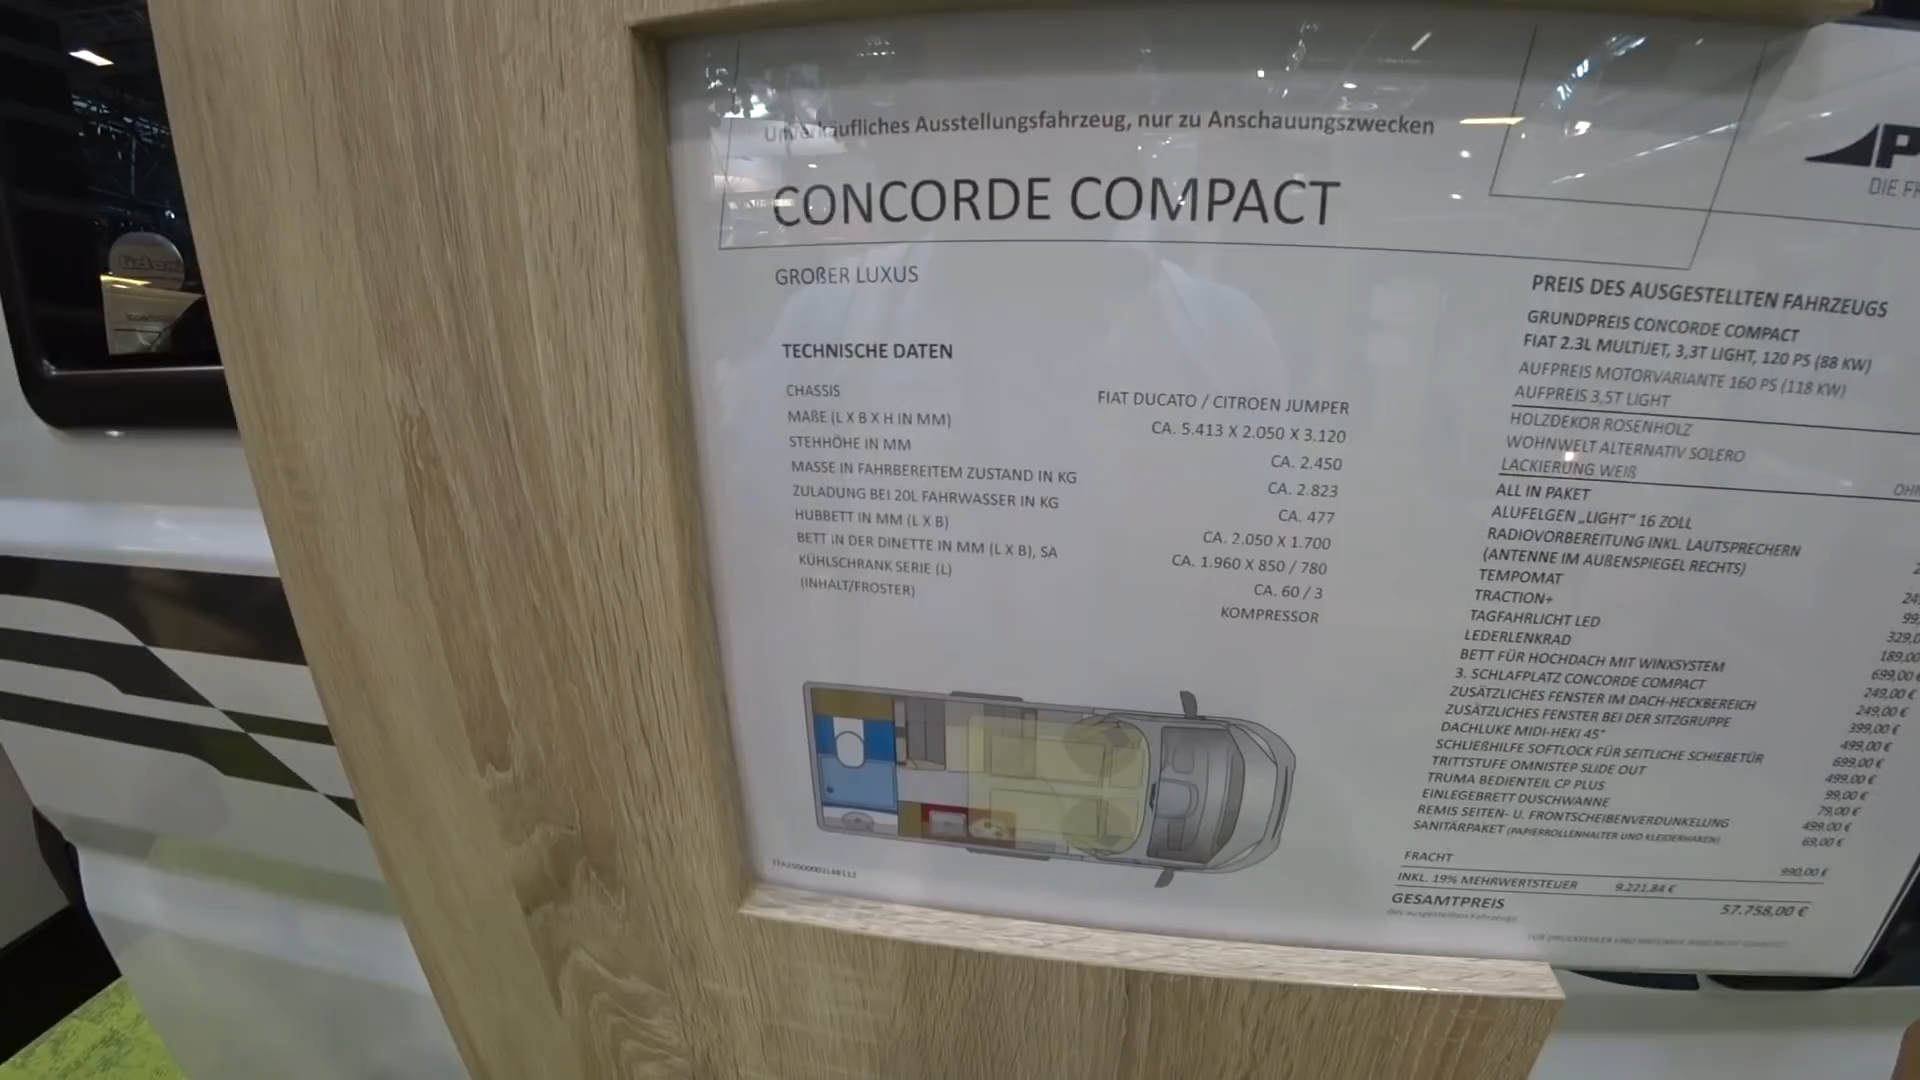 Unverkäufliches Ausstellungsfahrzeug, nur zu Anschauungszwecken
CONCORDE COMPACT
GROßER LUXUS
TECHNISCHE DATEN
CHASSIS FIAT DUCATO / CITROEN JUMPER
MAßE (L X B X H IN MM) CA. 5.413 X 2.050 X 3.120
STEHHÖHE IN MM CA. 2.450
MASSE IN FAHRBEREITEM ZUSTAND IN KG CA. 2.823
ZULADUNG BEI 20L FAHRWASSER IN KG CA. 477
HUBBETT IN MM (L X B) CA. 2.050 X 1.700
BETT IN DER DINETTE IN MM (L X B), SA CA. 1.960 X 850 / 780
KÜHLSCHRANK SERIE (L) CA. 60 / 3
(INHALT/FROSTER) KOMPRESSOR
P
DIE
PREIS DES AUSGESTELLTEN FAHRZEUGS
GRUNDPREIS CONCORDE COMPACT
FIAT 2.3L MULTIJET, 3,3T LIGHT, 120 PS (88 KW)
AUFPREIS MOTORVARIANTE 160 PS (118 KW)
AUFPREIS 3,5T LIGHT
HOLZDEKOR ROSENHOLZ
WOHNWELT ALTERNATIV SOLERO
LACKIERUNG WEIß
ALL IN PAKET
ALUFELGEN „LIGHT“ 16 ZOLL
RADIOVORBEREITUNG INKL. LAUTSPRECHERN
(ANTENNE IM AUßENSPIEGEL RECHTS)
TEMPOMAT
TRACTION+
TAGFAHRLICHT LED
LEDERLENKRAD
BETT FÜR HOCHDACH MIT WINXSYSTEM
3. SCHLAFPLATZ CONCORDE COMPACT
ZUSÄTZLICHES FENSTER IM DACH-HECKBEREICH
ZUSÄTZLICHES FENSTER BEI DER SITZGRUPPE
DACHLUKE MIDI-HEKI 45"
SCHLIEßHILFE SOFTLOCK FÜR SEITLICHE SCHIEBETÜR
TRITTSTUFE OMNISTEP SLIDE OUT
TRUMA BEDIENTEIL CP PLUS
EINLEGEBRETT DUSCHWANNE
REMIS SEITEN- U. FRONTSCHEIBENVERDUNKELUNG
SANITÄRPAKET (PAPIERROLLENHALTER UND KLEIDERHAKEN)
329,0
189,00
699,00 €
249,00 €
249,00 €
399,00 €
499,00 €
699,00 €
499,00 €
99,00 €
79,00 €
499,00 €
69,00 €
FRACHT 990,00 €
INKL. 19% MEHRWERTSTEUER 9.221,84 €
GESAMTPREIS 57.758,00 €
des ausgestellten Fahrzeugs